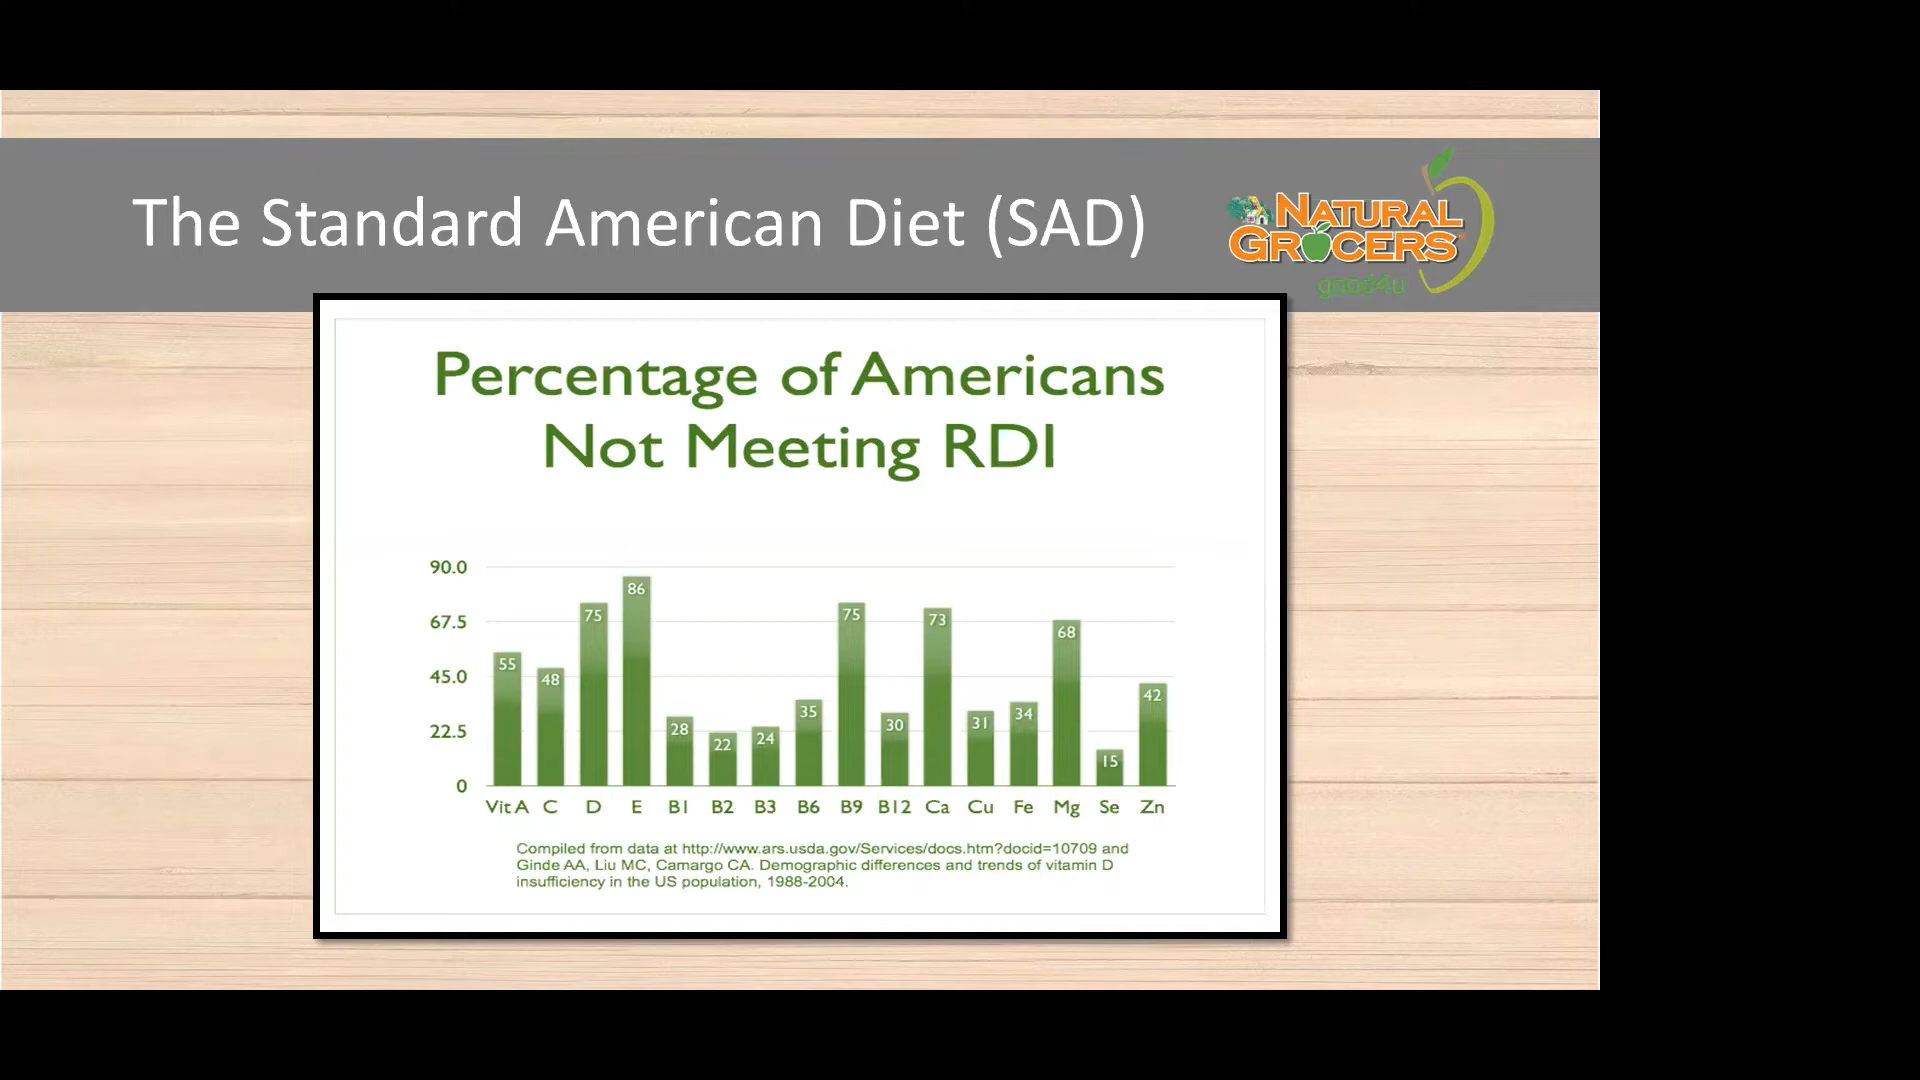 The Standard American Diet (SAD)
NATURAL
GROCERS
good4u
Percentage of Americans
Not Meeting RDI
90.0
67.5
45.0
22.5
0
55
48
75
86
28
22
24
35
75
30
73
31
34
68
15
42
Vit A C D E B1 B2 B3 B6 B9 B12 Ca Cu Fe Mg Se Zn
Compiled from data at http://www.ars.usda.gov/Services/docs.htm?docid=10709 and
Ginde AA, Liu MC, Camargo CA. Demographic differences and trends of vitamin D
insufficiency in the US population, 1988-2004.